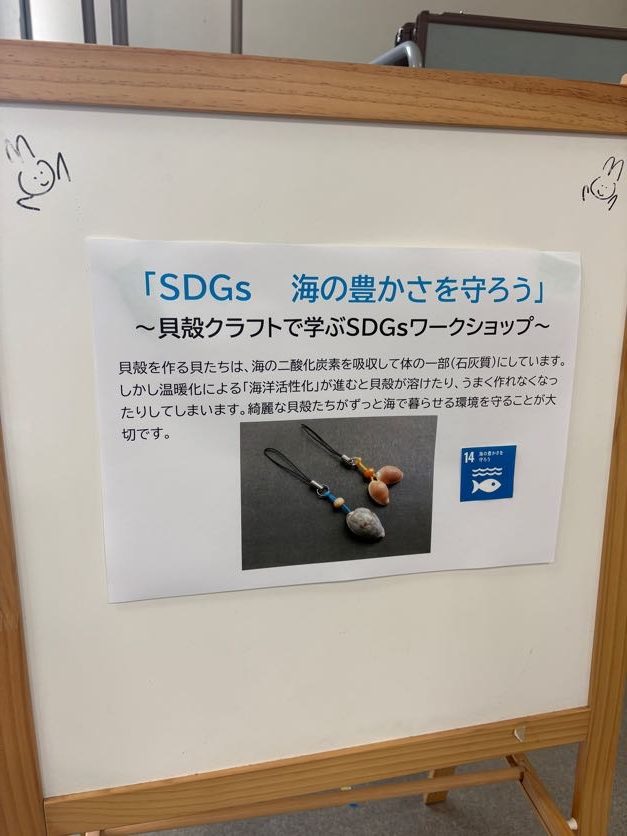 「SDGs　海の豊かさを守ろう」
～貝殻クラフトで学ぶSDGsワークショップ～
貝殻を作る貝たちは、海の二酸化炭素を吸収して体の一部（石灰質）にしています。
しかし温暖化による「海洋活性化」が進むと貝殻が溶けたり、うまく作れなくなっ
たりしてしまいます。綺麗な貝殻たちがずっと海で暮らせる環境を守ることが大
切です。
14 海の豊かさを
守ろう